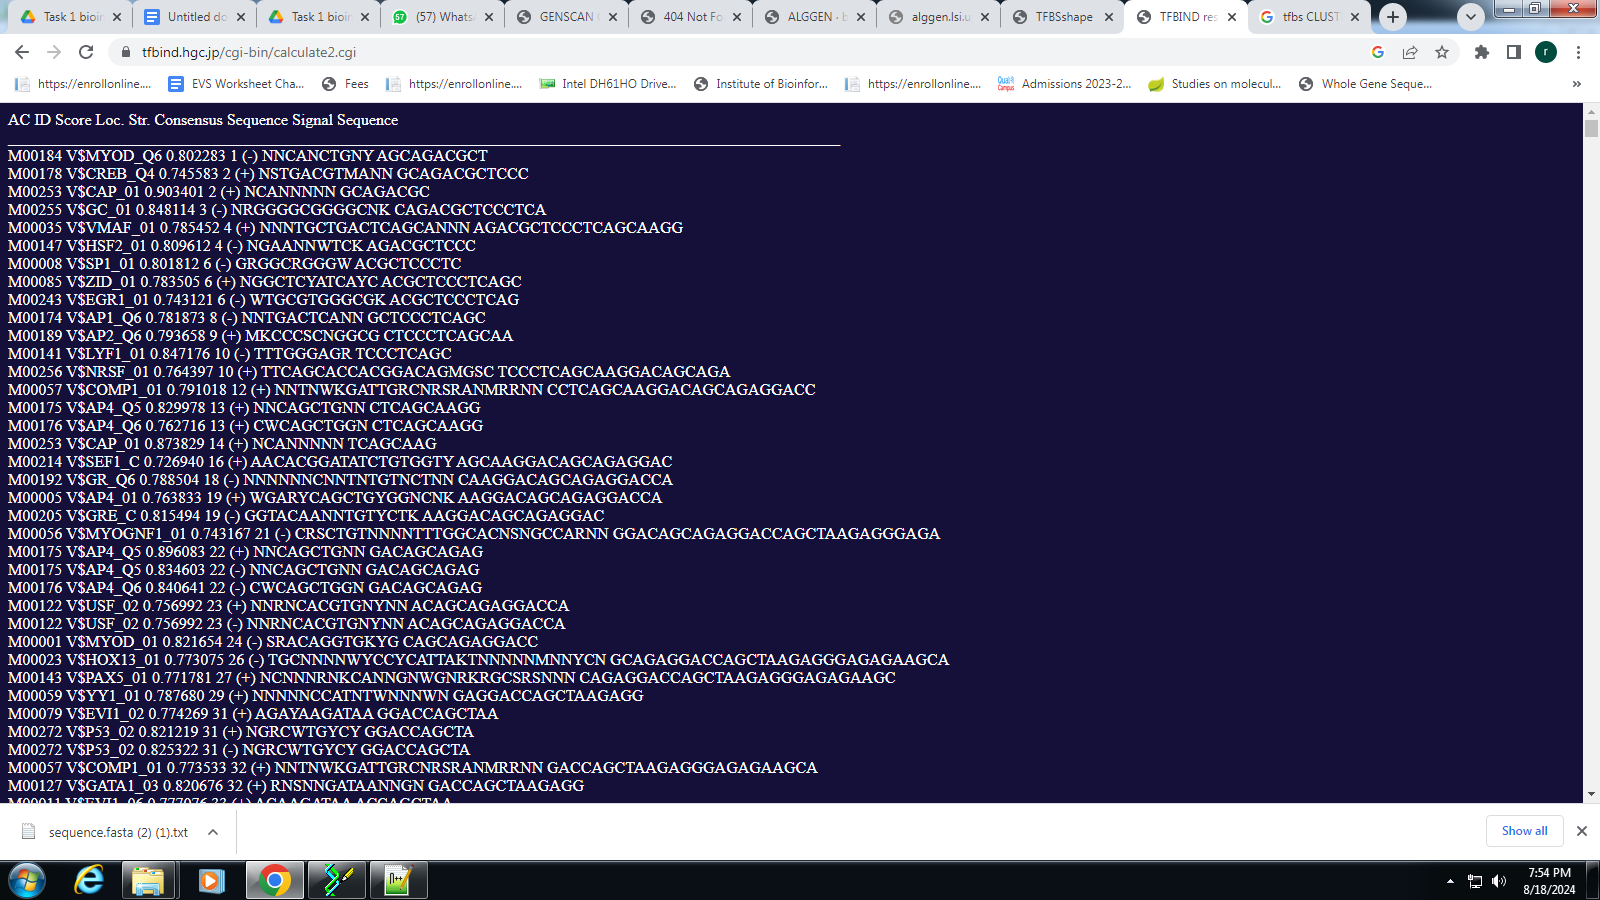 Task 1 bioir
Untitled do
Task 1 bioir
(57) Whats
GENSCAN
404 Not Fo
ALGGEN - b
alggen.lsi.u
TFBSshape
TFBIND res
tfbs CLUST
tfbind.hgc.jp/cgi-bin/calculate2.cgi
r
https://enrollonline....
EVS Worksheet Cha...
Fees
https://enrollonline....
Intel DH61HO Drive...
Institute of Bioinfor...
https://enrollonline....
Admissions 2023-2...
Studies on molecul...
Whole Gene Seque...
»
AC ID Score Loc. Str. Consensus Sequence Signal Sequence
M00184 V$MYOD_Q6 0.802283 1 (-) NNCANCTGNY AGCAGACGCT
M00178 V$CREB_Q4 0.745583 2 (+) NSTGACGTMANN GCAGACGCTCCC
M00253 V$CAP_01 0.903401 2 (+) NCANNNNN GCAGACGC
M00255 V$GC_01 0.848114 3 (-) NRGGGGCGGGGCNK CAGACGCTCCCTCA
M00035 V$VMAF_01 0.785452 4 (+) NNNTGCTGACTCAGCANNN AGACGCTCCCTCAGCAAGG
M00147 V$HSF2_01 0.809612 4 (-) NGAANNWTCK AGACGCTCCC
M00008 V$SP1_01 0.801812 6 (-) GRGGCRGGGW ACGCTCCCTC
M00085 V$ZID_01 0.783505 6 (+) NGGCTCYATCAYC ACGCTCCCTCAGC
M00243 V$EGR1_01 0.743121 6 (-) WTGCGTGGGCGK ACGCTCCCTCAG
M00174 V$AP1_Q6 0.781873 8 (-) NNTGACTCANN GCTCCCTCAGC
M00189 V$AP2_Q6 0.793658 9 (+) MKCCCSCNGGCG CTCCCTCAGCAA
M00141 V$LYF1_01 0.847176 10 (-) TTTGGGAGR TCCCTCAGC
M00256 V$NRSF_01 0.764397 10 (+) TTCAGCACCACGGACAGMGSC TCCCTCAGCAAGGACAGCAGA
M00057 V$COMP1_01 0.791018 12 (+) NNTNWKGATTGRCNRSRANMRRNN CCTCAGCAAGGACAGCAGAGGACC
M00175 V$AP4_Q5 0.829978 13 (+) NNCAGCTGNN CTCAGCAAGG
M00176 V$AP4_Q6 0.762716 13 (+) CWCAGCTGGN CTCAGCAAGG
M00253 V$CAP_01 0.873829 14 (+) NCANNNNN TCAGCAAG
M00214 V$SEF1_C 0.726940 16 (+) AACACGGATATCTGTGGTY AGCAAGGACAGCAGAGGAC
M00192 V$GR_Q6 0.788504 18 (-) NNNNNNCNNTNTGTNCTNN CAAGGACAGCAGAGGACCA
M00005 V$AP4_01 0.763833 19 (+) WGARYCAGCTGYGGNCNK AAGGACAGCAGAGGACCA
M00205 V$GRE_C 0.815494 19 (-) GGTACAANNTGTYCTK AAGGACAGCAGAGGAC
M00056 V$MYOGNF1_01 0.743167 21 (-) CRSCTGTNNNNTTTGGCACNSNGCCARNN GGACAGCAGAGGACCAGCTAAGAGGGAGA
M00175 V$AP4_Q5 0.896083 22 (+) NNCAGCTGNN GACAGCAGAG
M00175 V$AP4_Q5 0.834603 22 (-) NNCAGCTGNN GACAGCAGAG
M00176 V$AP4_Q6 0.840641 22 (-) CWCAGCTGGN GACAGCAGAG
M00122 V$USF_02 0.756992 23 (+) NNRNCACGTGNYNN ACAGCAGAGGACCA
M00122 V$USF_02 0.756992 23 (-) NNRNCACGTGNYNN ACAGCAGAGGACCA
M00001 V$MYOD_01 0.821654 24 (-) SRACAGGTGKYG CAGCAGAGGACC
M00023 V$HOX13_01 0.773075 26 (-) TGCNNNNWYCCYCATTAKTNNNNNMNNYCN GCAGAGGACCAGCTAAGAGGGAGAGAAGCA
M00143 V$PAX5_01 0.771781 27 (+) NCNNNRNKCANNGNWGNRKRGCSRSNNN CAGAGGACCAGCTAAGAGGGAGAGAAGC
M00059 V$YY1_01 0.787680 29 (+) NNNNNCCATNTWNNNWN GAGGACCAGCTAAGAGG
M00079 V$EVI1_02 0.774269 31 (+) AGAYAAGATAA GGACCAGCTAA
M00272 V$P53_02 0.821219 31 (+) NGRCWTGYCY GGACCAGCTA
M00272 V$P53_02 0.825322 31 (-) NGRCWTGYCY GGACCAGCTA
M00057 V$COMP1_01 0.773533 32 (+) NNTNWKGATTGRCNRSRANMRRNN GACCAGCTAAGAGGGAGAGAAGCA
M00127 V$GATA1_03 0.820676 32 (+) RNSNNGATAANNGN GACCAGCTAAGAGG
M00011 V$EVI1_06 0.777076 33 (+) ACAAGATAA ACCAGCTAA
sequence.fasta (2) (1).txt
Show all
7:54 PM
8/18/2024